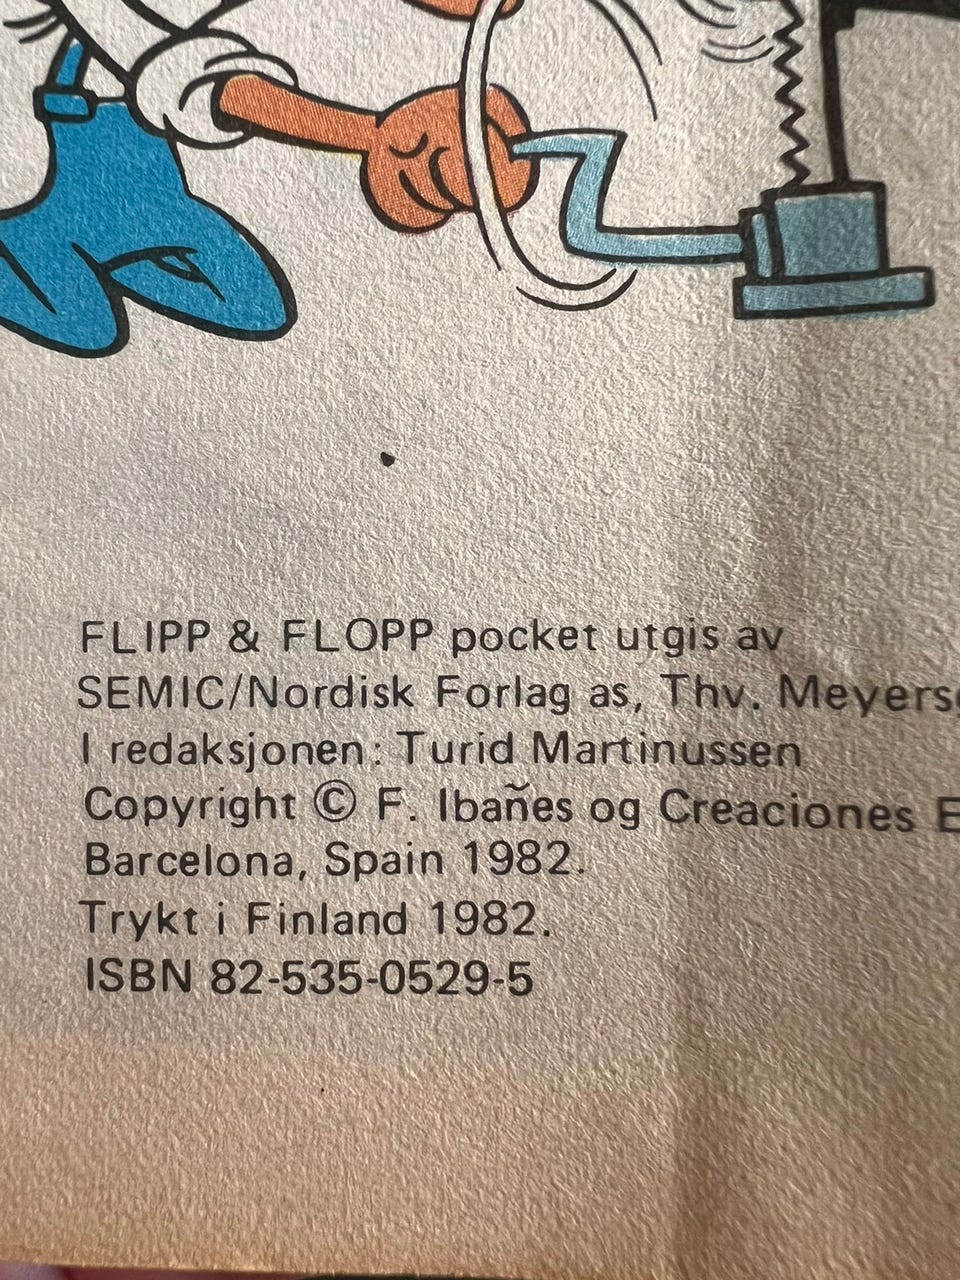 FLIPP & FLOPP pocket utgis av
SEMIC/Nordisk Forlag as, Thv. Meyers
I redaksjonen: Turid Martinussen
Copyright © F. Ibañes og Creaciones E
Barcelona, Spain 1982.
Trykt i Finland 1982.
ISBN 82-535-0529-5